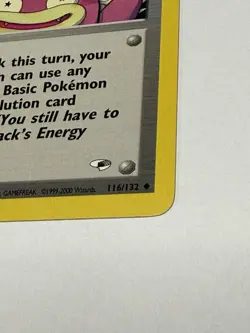 k this turn, your
n can use any
Basic Pokémon
lution card
You still have to
ack's Energy
GAMEFREAK. ©1999-2000 Wizards. 116/132 ◆